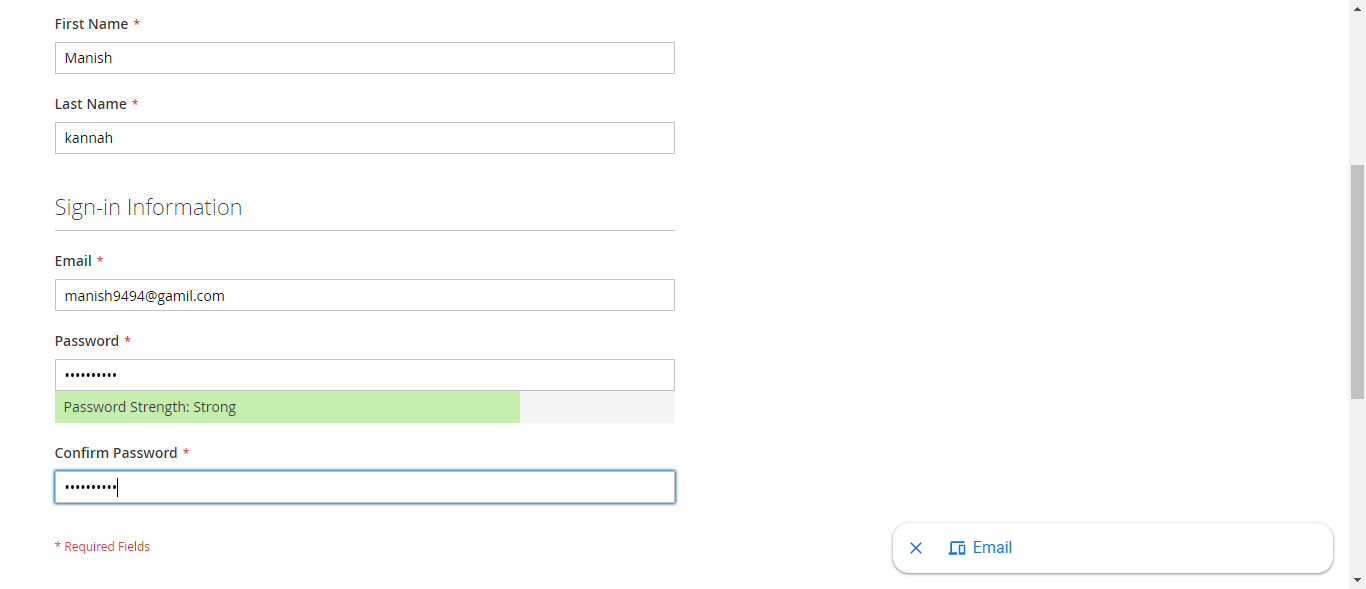 First Name *
Manish
Last Name *
kannah
Sign-in Information
Email *
manish9494@gamil.com
Password *
••••••••••
Password Strength: Strong
Confirm Password *
••••••••••
* Required Fields
Email